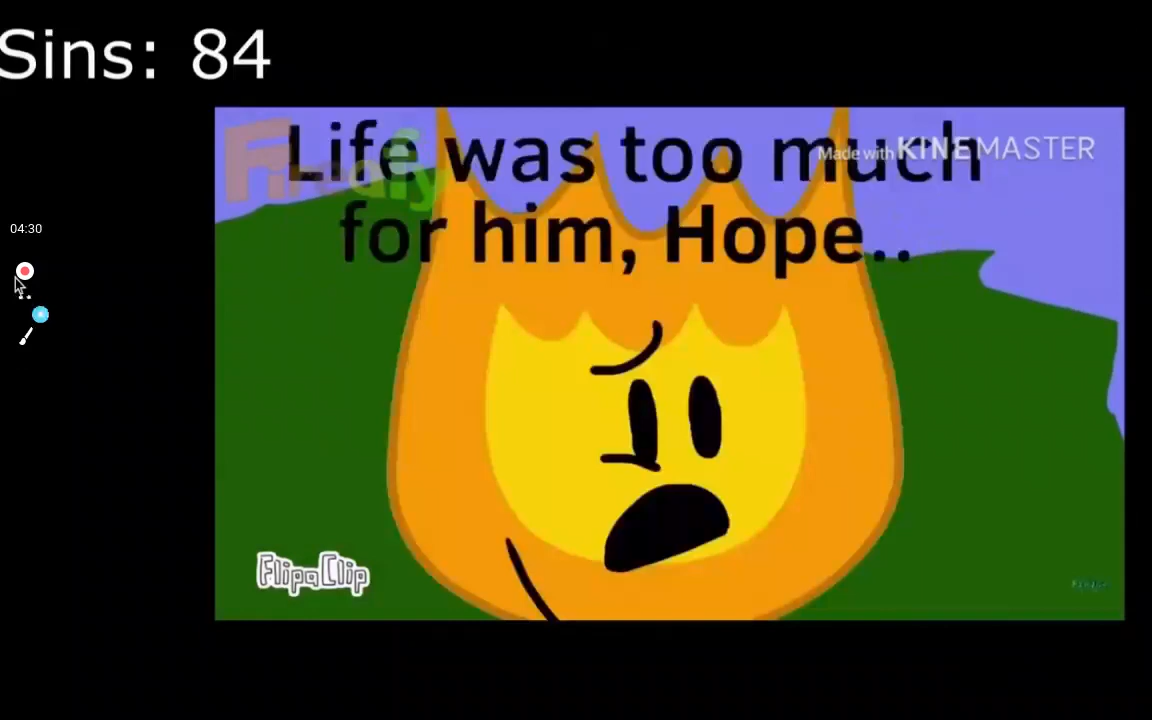 Sins: 84
Life was too much
Made with KINEMASTER
for him, Hope..
04:30
FlipaClip